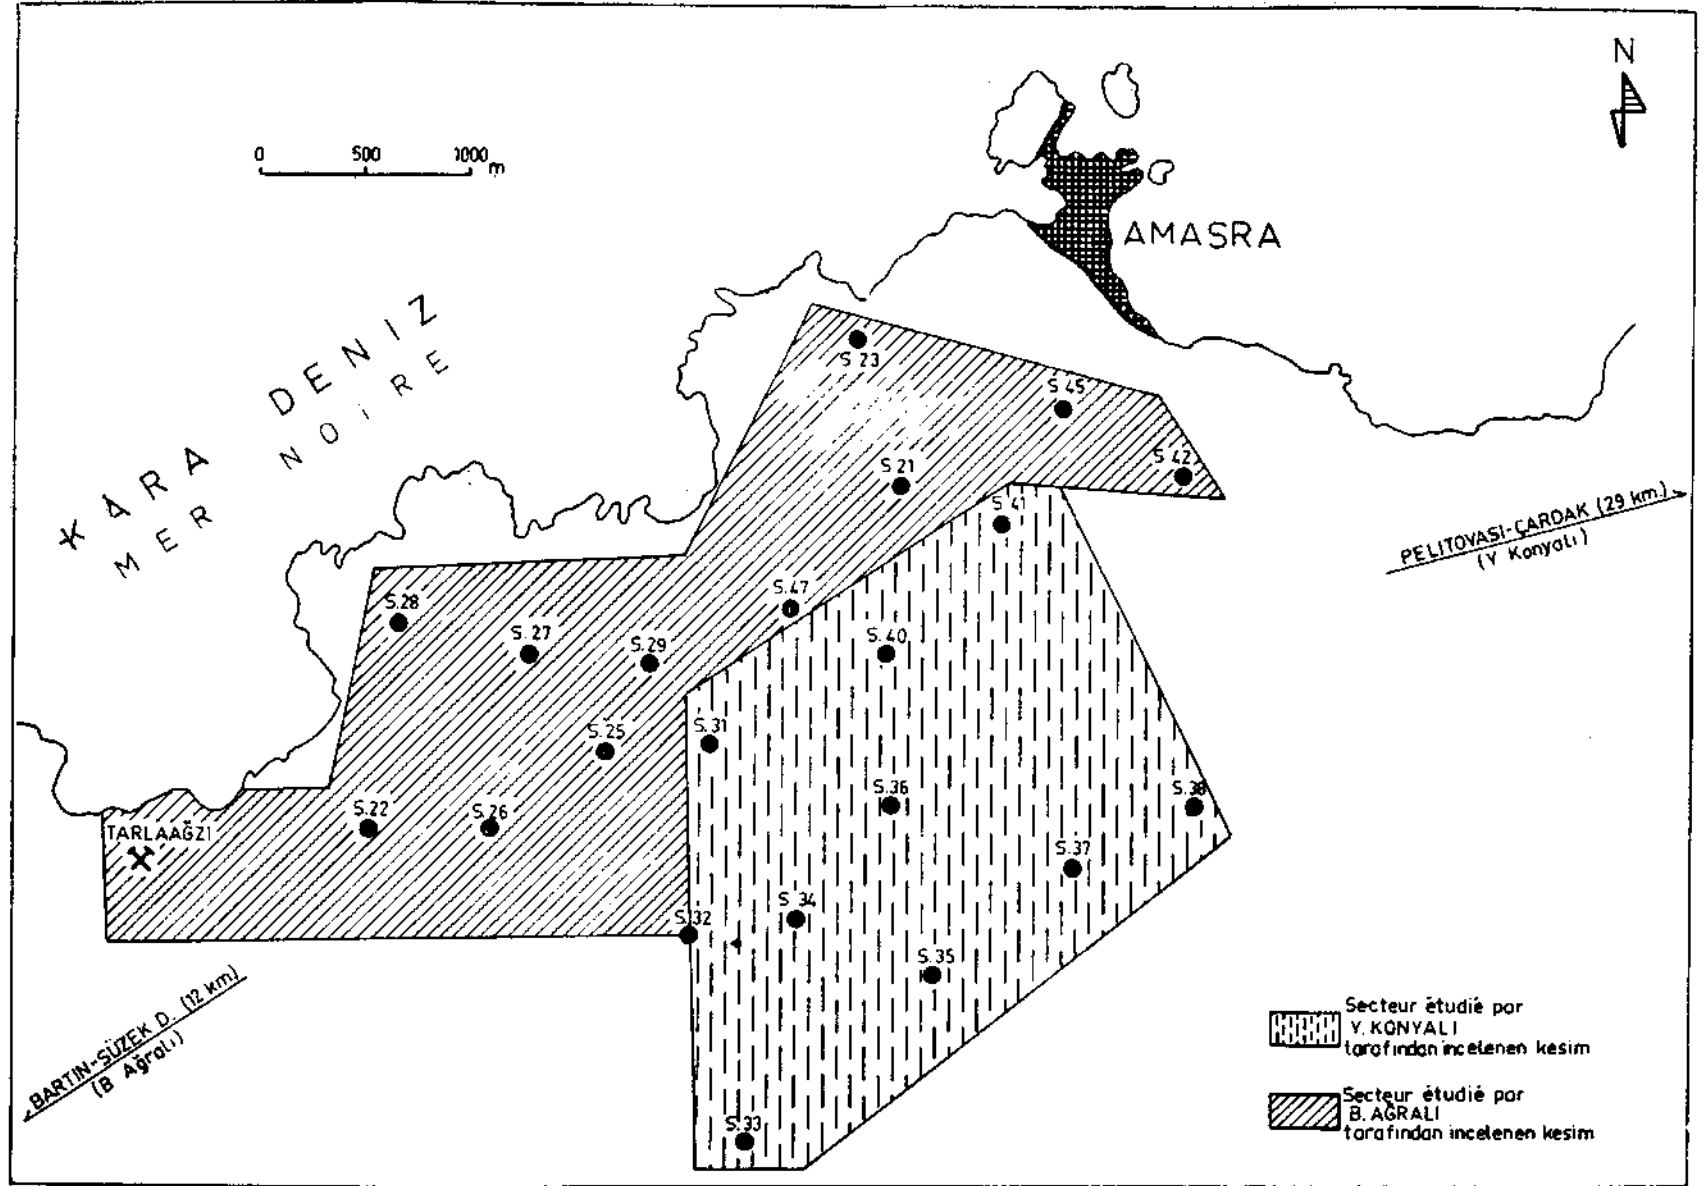 N
0 500 1000 m
AMASRA
KARA DENIZ
MER NOiRE
S 23
S 45
S 42
S 21
S. 41
PELITOVASI-ÇARDAK (29 km.)
(Y Konyalı)
S.47
S.28
S.27
S.29
S.40
S.25
S.31
S.36
S.38
S.22
S.26
TARLAAĞZI
S.37
S.32
S 34
S.35
BARTIN-SÜZEK D. (12 km.)
(B Ağralı)
S.33
Secteur étudié par
Y. KONYALI
tarafından incelenen kesim
Secteur étudié par
B. AĞRALI
tarafından incelenen kesim